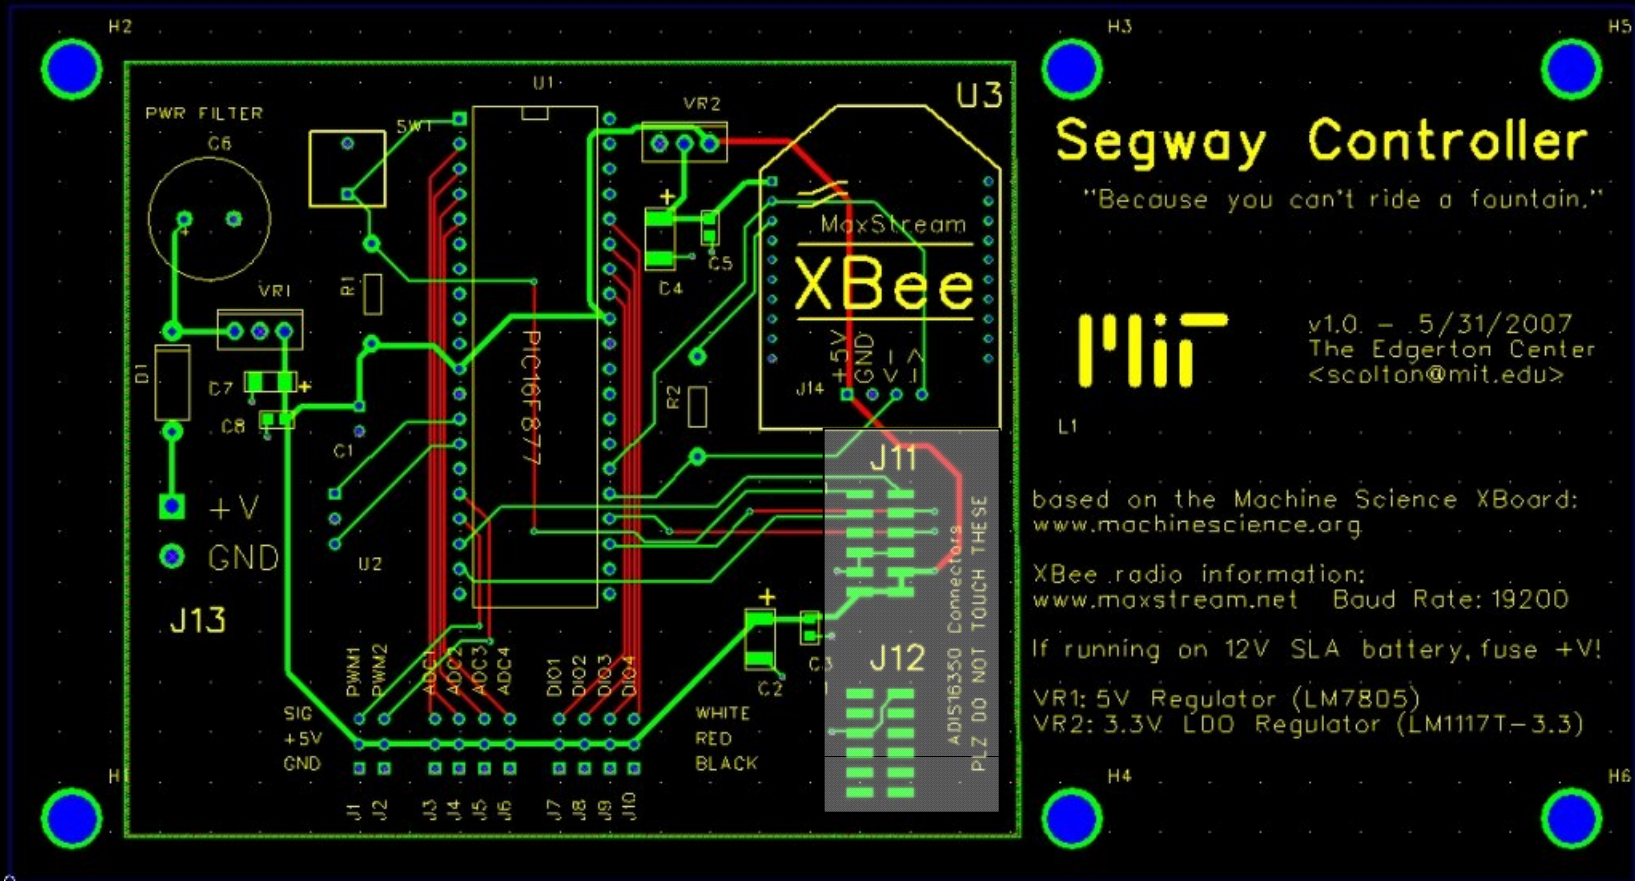 H2
H3
H5
U1
U3
VR2
PWR FILTER
SW1
C6
Segway Controller
"Because you can't ride a fountain."
+
MaxStream
XBee
C5
C4
R1
VR1
+
PIC16F877
+5V
GND
<
>
J14
MIT
v1.0 - 5/31/2007
The Edgerton Center
<scolton@mit.edu>
D1
C7
+
C8
R2
C1
L1
J11
+V
GND
U2
J13
ADIS16350 Connectors
PLZ DO NOT TOUCH THESE
based on the Machine Science XBoard:
www.machinescience.org
XBee radio information:
www.maxstream.net Baud Rate: 19200
+
C3
C2
J12
If running on 12V SLA battery, fuse +V!
VR1: 5V Regulator (LM7805)
VR2: 3.3V LDO Regulator (LM1117T-3.3)
PWM1
PWM2
ADC1
ADC2
ADC3
ADC4
DIO1
DIO2
DIO3
DIO4
SIG
+5V
GND
WHITE
RED
BLACK
H4
H6
J1
J2
J3
J4
J5
J6
J7
J8
J9
J10